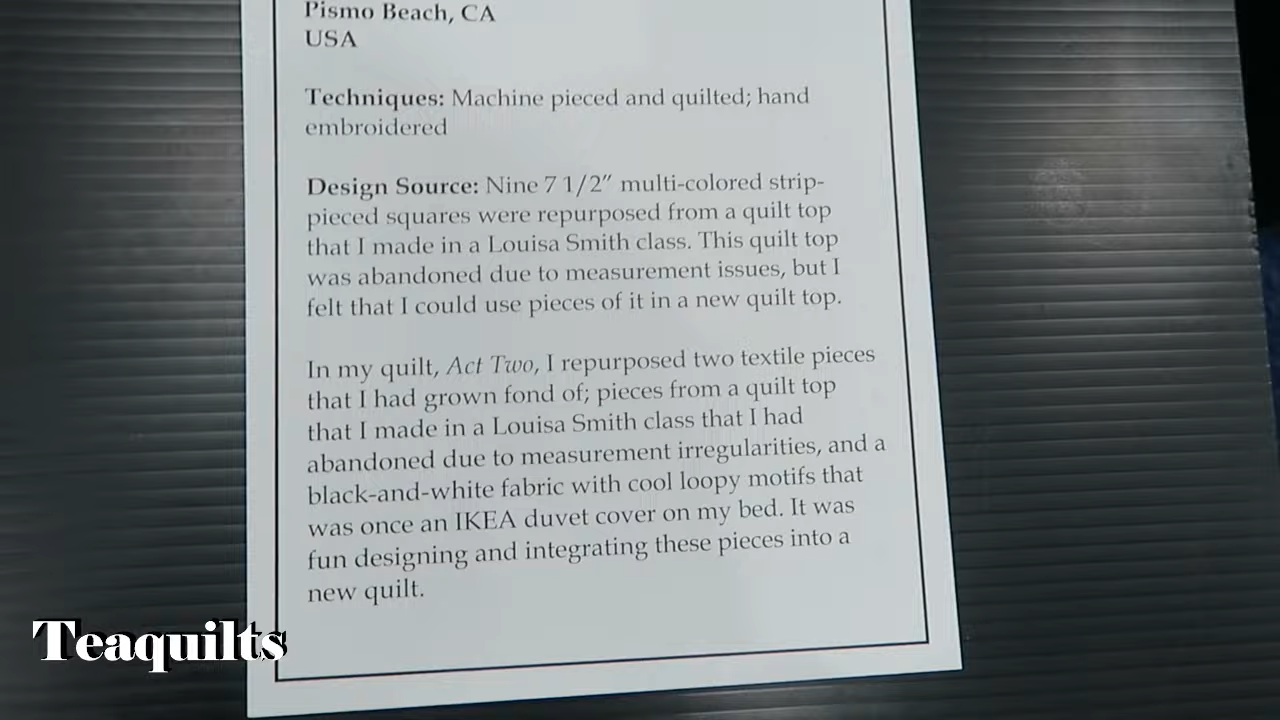 Pismo Beach, CA
USA
Techniques: Machine pieced and quilted; hand
embroidered
Design Source: Nine 7 1/2″ multi-colored strip-
pieced squares were repurposed from a quilt top
that I made in a Louisa Smith class. This quilt top
was abandoned due to measurement issues, but I
felt that I could use pieces of it in a new quilt top.
In my quilt, Act Two, I repurposed two textile pieces
that I had grown fond of; pieces from a quilt top
that I made in a Louisa Smith class that I had
abandoned due to measurement irregularities, and a
black-and-white fabric with cool loopy motifs that
was once an IKEA duvet cover on my bed. It was
fun designing and integrating these pieces into a
new quilt.
Teaquilts